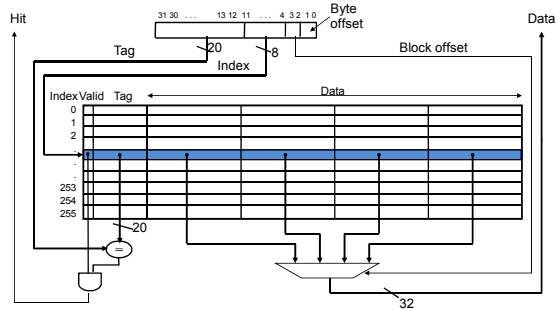 Hit
31 30 . . . 13 12 11 . . . 4 3 2 1 0
Byte
offset
Data
20
8
Block offset
Tag
Index
Index Valid Tag
Data
0
1
2
.
.
.
253
254
255
20
=
32